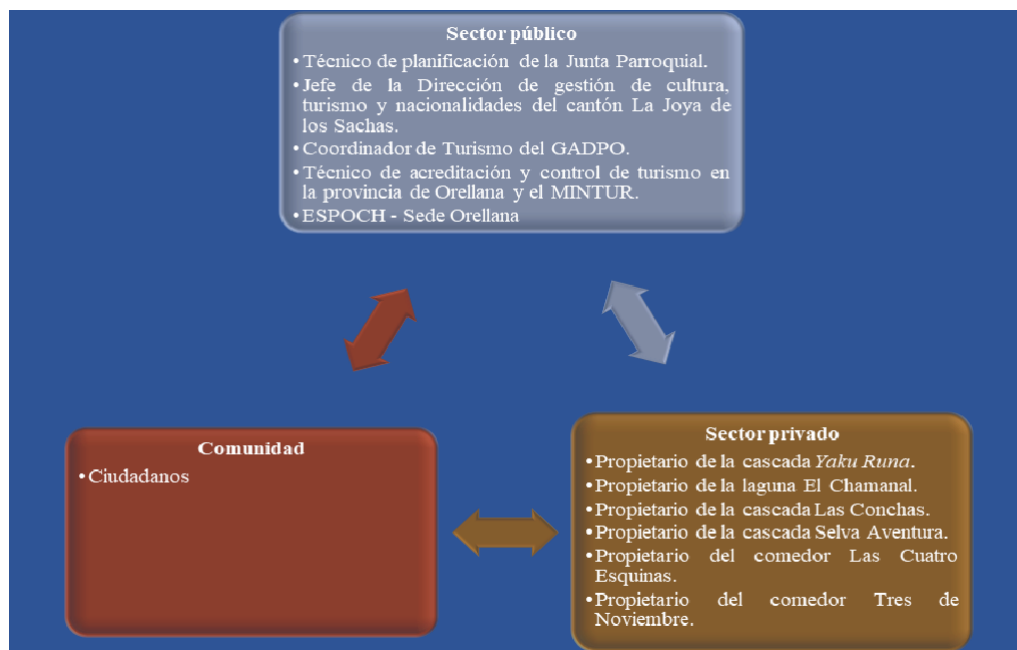 Sector público
•Técnico de planificación de la Junta Parroquial.
•Jefe de la Dirección de gestión de cultura,
turismo y nacionalidades del cantón La Joya de
los Sachas.
•Coordinador de Turismo del GADPO.
•Técnico de acreditación y control de turismo en
la provincia de Orellana y el MINTUR.
•ESPOCH - Sede Orellana
Comunidad
•Ciudadanos
Sector privado
•Propietario de la cascada Yaku Runa.
•Propietario de la laguna El Chamanal.
•Propietario de la cascada Las Conchas.
•Propietario de la cascada Selva Aventura.
•Propietario del comedor Las Cuatro
Esquinas.
•Propietario del comedor Tres de
Noviembre.